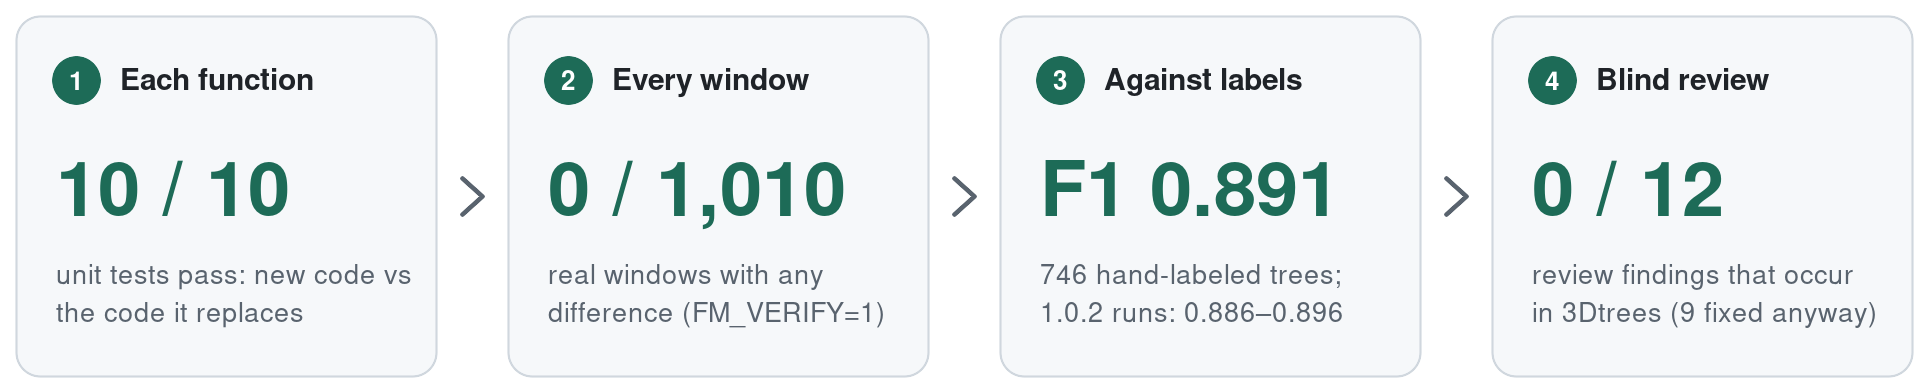 1 Each function
10 / 10
unit tests pass: new code vs
the code it replaces
2 Every window
0 / 1,010
real windows with any
difference (FM_VERIFY=1)
3 Against labels
F1 0.891
746 hand-labeled trees;
1.0.2 runs: 0.886–0.896
4 Blind review
0 / 12
review findings that occur
in 3Dtrees (9 fixed anyway)